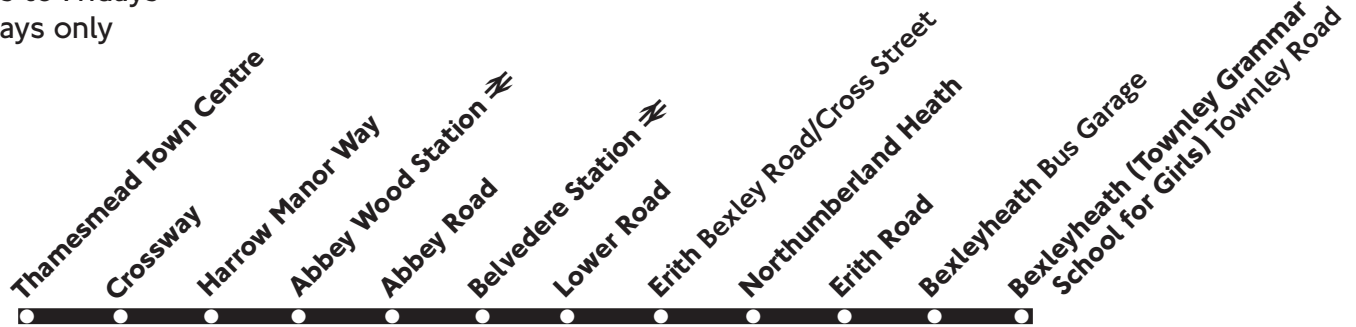 to Fridays
ays only
Thamesmead Town Centre
Crossway
Harrow Manor Way
Abbey Wood Station
Abbey Road
Belvedere Station
Lower Road
Erith Bexley Road/Cross Street
Northumberland Heath
Erith Road
Bexleyheath Bus Garage
Bexleyheath (Townley Grammar
School for Girls) Townley Road